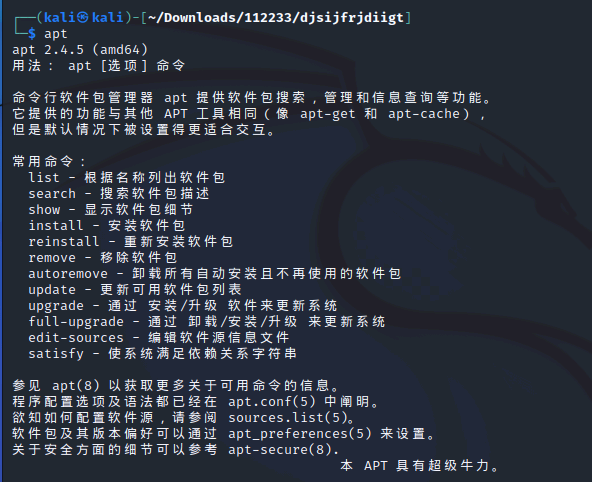 ┌──(kali㉿kali)-[~/Downloads/112233/djsijfrjdiigt]
└─$ apt
apt 2.4.5 (amd64)
用法： apt [选项] 命令
命令行软件包管理器 apt 提供软件包搜索，管理和信息查询等功能。
它提供的功能与其他 APT 工具相同（像 apt-get 和 apt-cache），
但是默认情况下被设置得更适合交互。
常用命令：
  list - 根据名称列出软件包
  search - 搜索软件包描述
  show - 显示软件包细节
  install - 安装软件包
  reinstall - 重新安装软件包
  remove - 移除软件包
  autoremove - 卸载所有自动安装且不再使用的软件包
  update - 更新可用软件包列表
  upgrade - 通过 安装/升级 软件来更新系统
  full-upgrade - 通过 卸载/安装/升级 来更新系统
  edit-sources - 编辑软件源信息文件
  satisfy - 使系统满足依赖关系字符串
参见 apt(8) 以获取更多关于可用命令的信息。
程序配置选项及语法都已经在 apt.conf(5) 中阐明。
欲知如何配置软件源，请参阅 sources.list(5)。
软件包及其版本偏好可以通过 apt_preferences(5) 来设置。
关于安全方面的细节可以参考 apt-secure(8).
本 APT 具有超级牛力。